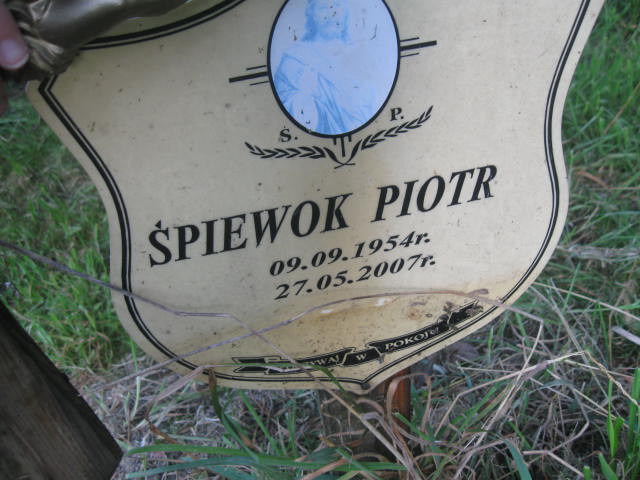 Ś. P.
ŚPIEWOK PIOTR
09.09.1954r.
27.05.2007r.
W POKOJU